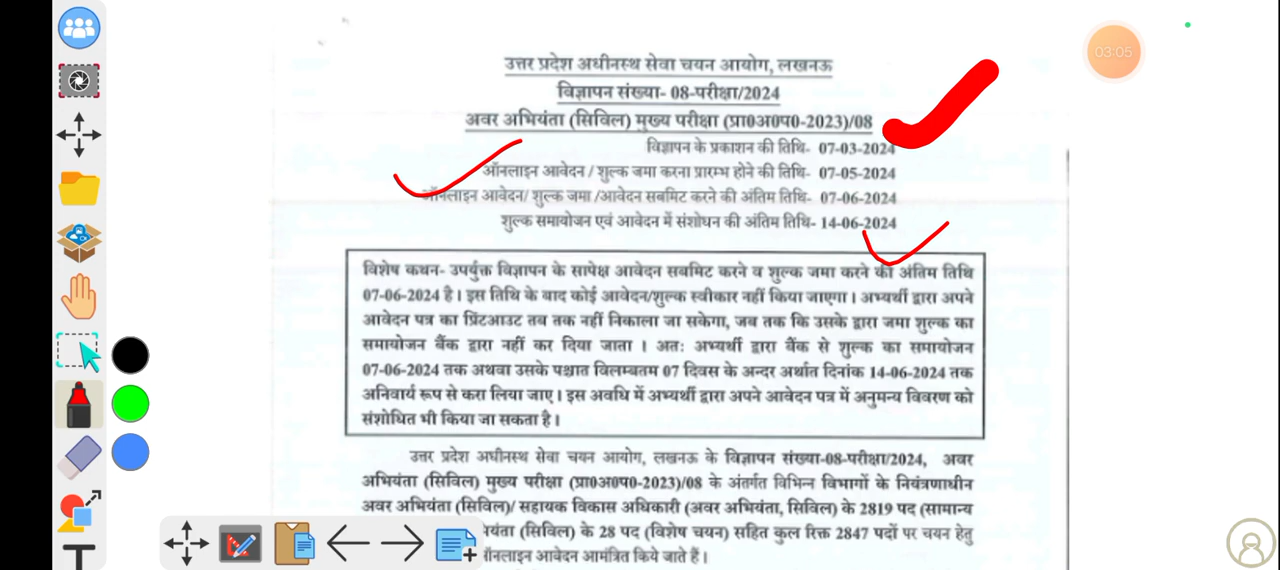 03:05
उत्तर प्रदेश अधीनस्थ सेवा चयन आयोग, लखनऊ
विज्ञापन संख्या- 08-परीक्षा/2024
अवर अभियंता (सिविल) मुख्य परीक्षा (प्रा0अ0प0-2023)/08
विज्ञापन के प्रकाशन की तिथि- 07-03-2024
ऑनलाइन आवेदन / शुल्क जमा करना प्रारम्भ होने की तिथि- 07-05-2024
ऑनलाइन आवेदन/ शुल्क जमा /आवेदन सबमिट करने की अंतिम तिथि- 07-06-2024
शुल्क समायोजन एवं आवेदन में संशोधन की अंतिम तिथि- 14-06-2024
विशेष कथन- उपर्युक्त विज्ञापन के सापेक्ष आवेदन सबमिट करने व शुल्क जमा करने की अंतिम तिथि
07-06-2024 है। इस तिथि के बाद कोई आवेदन/शुल्क स्वीकार नहीं किया जाएगा। अभ्यर्थी द्वारा अपने
आवेदन पत्र का प्रिंटआउट तब तक नहीं निकाला जा सकेगा, जब तक कि उसके द्वारा जमा शुल्क का
समायोजन बैंक द्वारा नहीं कर दिया जाता । अतः अभ्यर्थी द्वारा बैंक से शुल्क का समायोजन
07-06-2024 तक अथवा उसके पश्चात विलम्बतम 07 दिवस के अन्दर अर्थात दिनांक 14-06-2024 तक
अनिवार्य रूप से करा लिया जाए। इस अवधि में अभ्यर्थी द्वारा अपने आवेदन पत्र में अनुमन्य विवरण को
संशोधित भी किया जा सकता है।
उत्तर प्रदेश अधीनस्थ सेवा चयन आयोग, लखनऊ के विज्ञापन संख्या-08-परीक्षा/2024, अवर
अभियंता (सिविल) मुख्य परीक्षा (प्रा0अ0प0-2023)/08 के अंतर्गत विभिन्न विभागों के नियंत्रणाधीन
अवर अभियंता (सिविल)/ सहायक विकास अधिकारी (अवर अभियंता, सिविल) के 2819 पद (सामान्य
(सिविल) के 28 पद (विशेष चयन) सहित कुल रिक्त 2847 पदों पर चयन हेतु
ऑनलाइन आवेदन आमंत्रित किये जाते हैं।